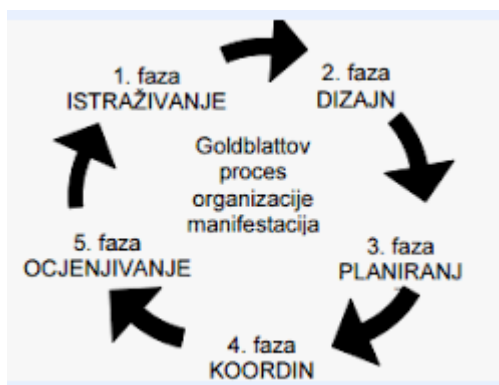 1. faza
ISTRAŽIVANJE
2. faza
DIZAJN
Goldblattov
proces
organizacije
manifestacija
3. faza
PLANIRANJ
4. faza
KOORDIN
5. faza
OCJENJIVANJE